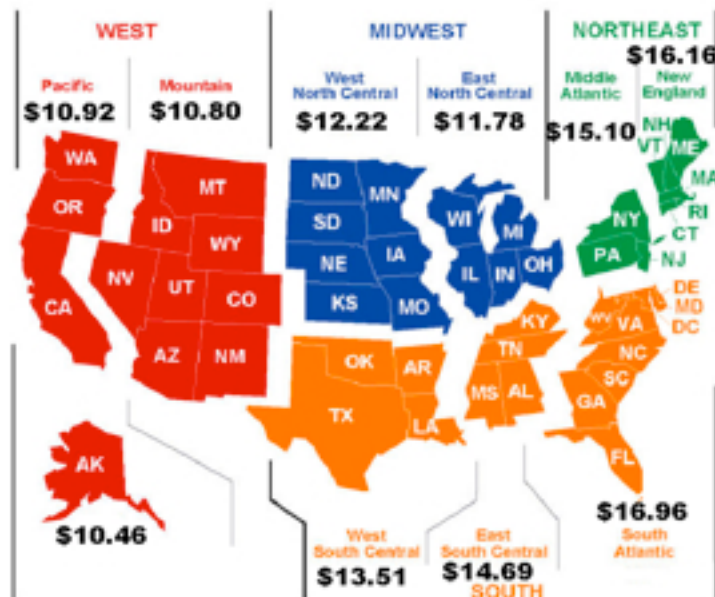 WEST
MIDWEST
NORTHEAST
$16.16
Pacific
$10.92
Mountain
$10.80
West
North Central
$12.22
East
North Central
$11.78
Middle
Atlantic
$15.10
New
England
WA
OR
CA
MT
ID
WY
NV
UT
CO
AZ
NM
AK
$10.46
ND
MN
SD
NE
IA
KS
MO
WI
MI
IL
IN
OH
NH
VT
ME
MA
RI
CT
NY
PA
NJ
DE
MD
DC
WV
VA
KY
TN
NC
SC
OK
AR
TX
LA
MS
AL
GA
FL
West
South Central
$13.51
East
South Central
$14.69
SOUTH
$16.96
South
Atlantic